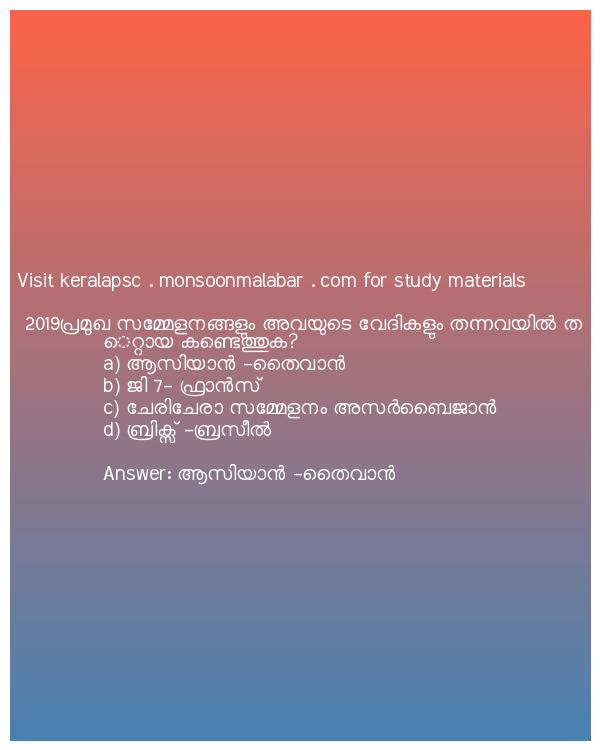 Visit keralapsc . monsoonmalabar . com for study materials
2019പ്രമുഖ സമ്മേളനങ്ങളും അവയുടെ വേദികളും തന്നവയിൽ ത
െറ്റായ കണ്ടെത്തുക?
a) ആസിയാൻ -തൈവാൻ
b) ജി 7- ഫ്രാൻസ്
c) ചേരിചേരാ സമ്മേളനം അസർബൈജാൻ
d) ബ്രിക്സ് -ബ്രസീൽ
Answer: ആസിയാൻ -തൈവാൻ